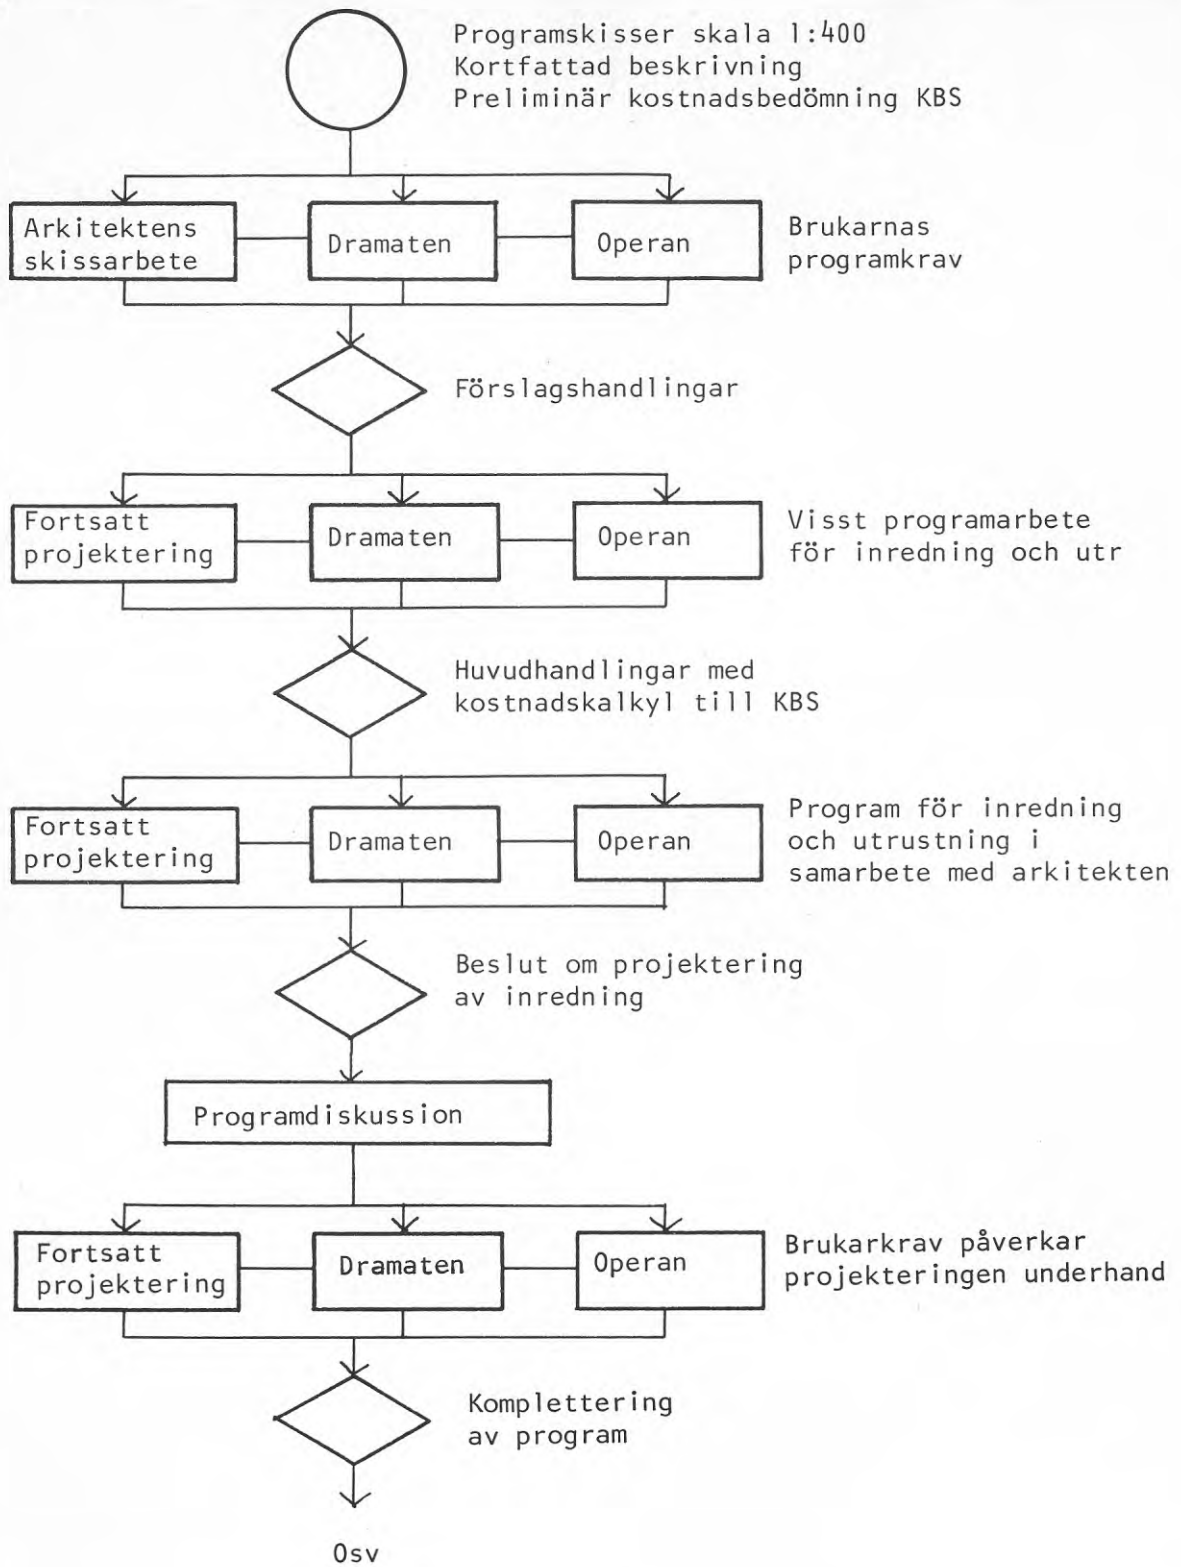 Programskisser skala 1:400
Kortfattad beskrivning
Preliminär kostnadsbedömning KBS
Arkitektens
skissarbete
Dramaten
Operan
Brukarnas
programkrav
Förslagshandlingar
Fortsatt
projektering
Dramaten
Operan
Visst programarbete
för inredning och utr
Huvudhandlingar med
kostnadskalkyl till KBS
Fortsatt
projektering
Dramaten
Operan
Program för inredning
och utrustning i
samarbete med arkitekten
Beslut om projektering
av inredning
Programdiskussion
Fortsatt
projektering
Dramaten
Operan
Brukarkrav påverkar
projekteringen underhand
Komplettering
av program
Osv